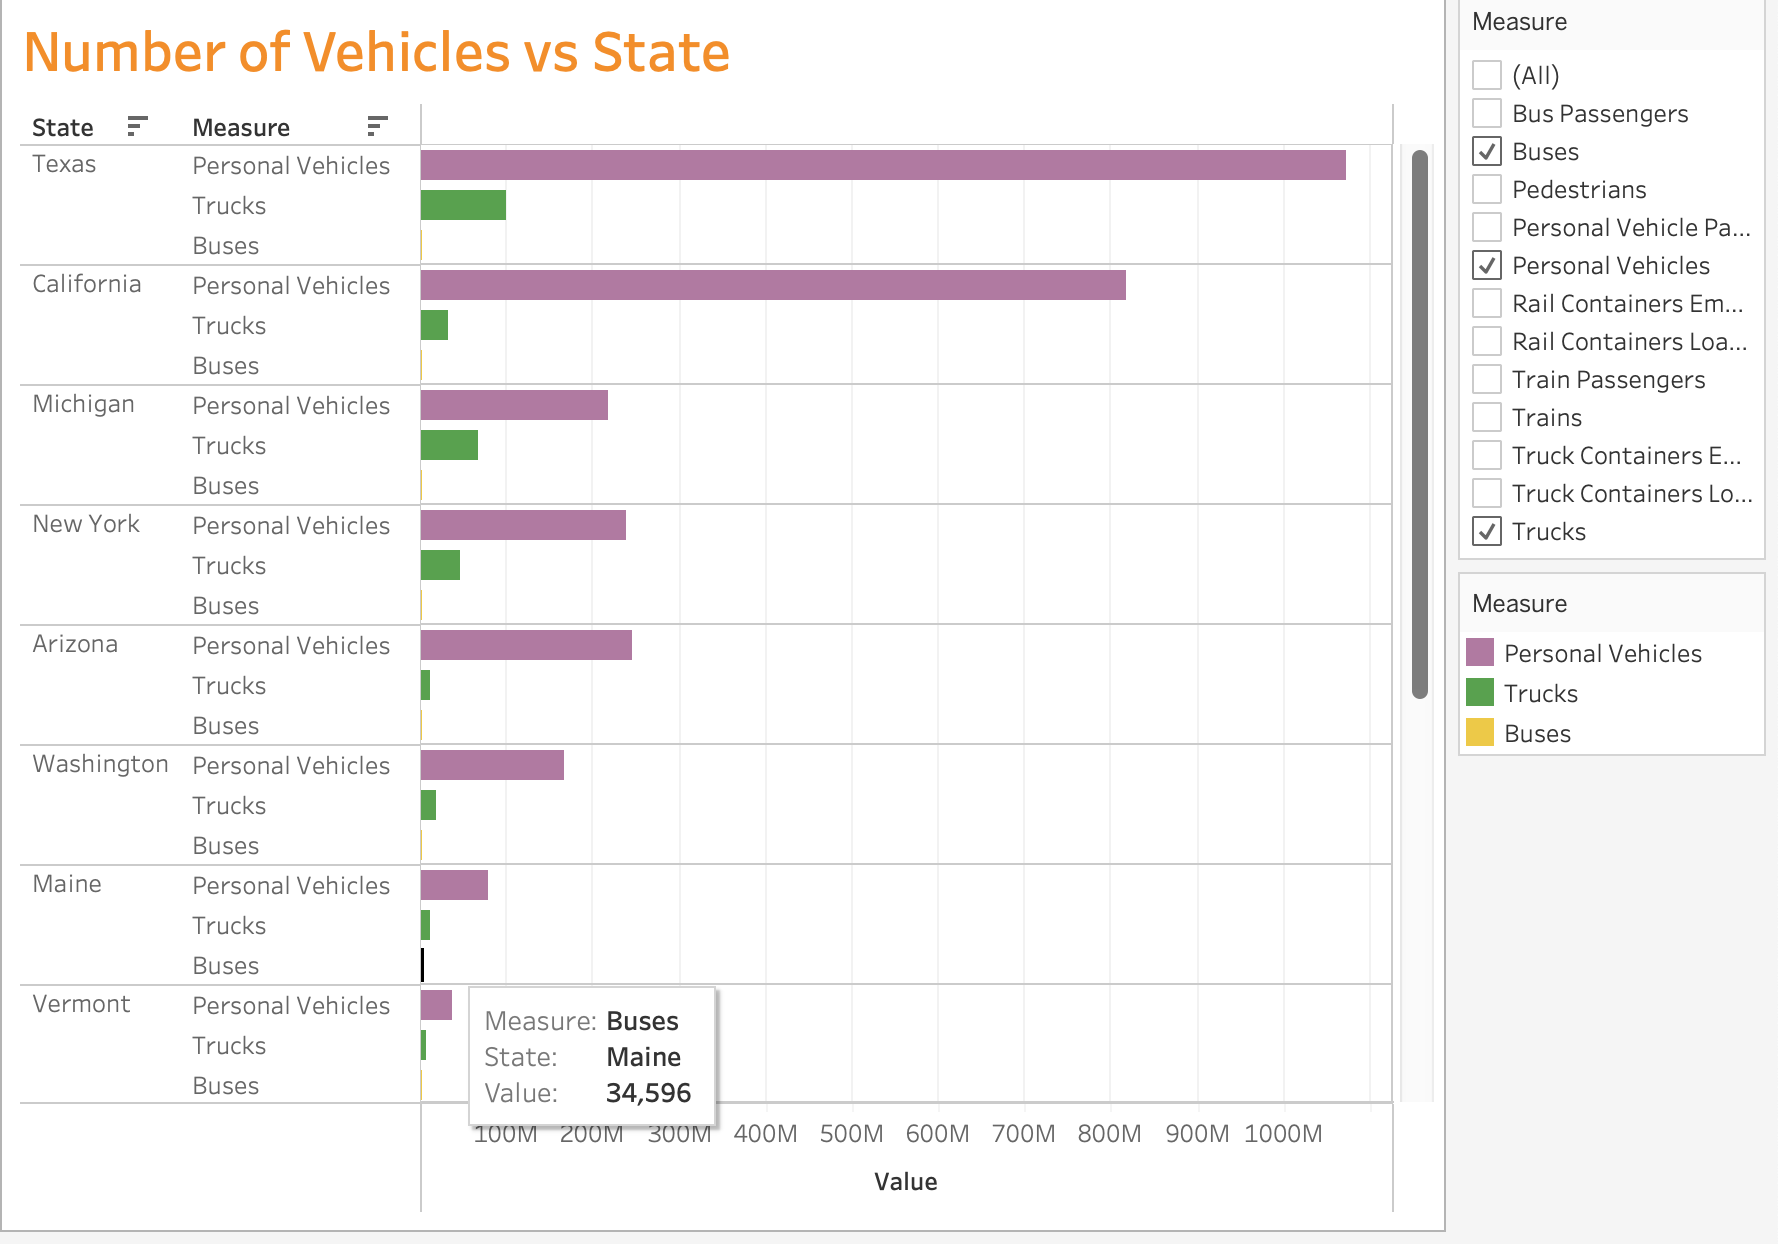 Number of Vehicles vs State
State Measure
Texas Personal Vehicles
Trucks
Buses
California Personal Vehicles
Trucks
Buses
Michigan Personal Vehicles
Trucks
Buses
New York Personal Vehicles
Trucks
Buses
Arizona Personal Vehicles
Trucks
Buses
Washington Personal Vehicles
Trucks
Buses
Maine Personal Vehicles
Trucks
Buses
Vermont Personal Vehicles
Trucks
Buses
Measure: Buses
State: Maine
Value: 34,596
100M 200M 300M 400M 500M 600M 700M 800M 900M 1000M
Value
Measure
(All)
Bus Passengers
Buses
Pedestrians
Personal Vehicle Pa...
Personal Vehicles
Rail Containers Em...
Rail Containers Loa...
Train Passengers
Trains
Truck Containers E...
Truck Containers Lo...
Trucks
Measure
Personal Vehicles
Trucks
Buses